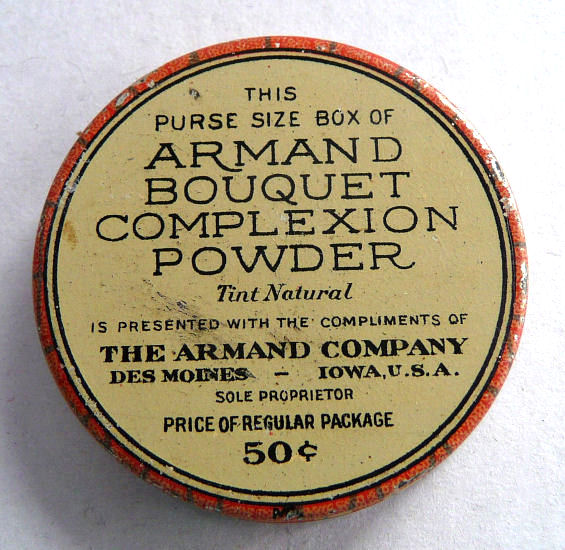 THIS
PURSE SIZE BOX OF
ARMAND
BOUQUET
COMPLEXION
POWDER
Tint Natural
IS PRESENTED WITH THE COMPLIMENTS OF
THE ARMAND COMPANY
DES MOINES – IOWA, U.S.A.
SOLE PROPRIETOR
PRICE OF REGULAR PACKAGE
50¢